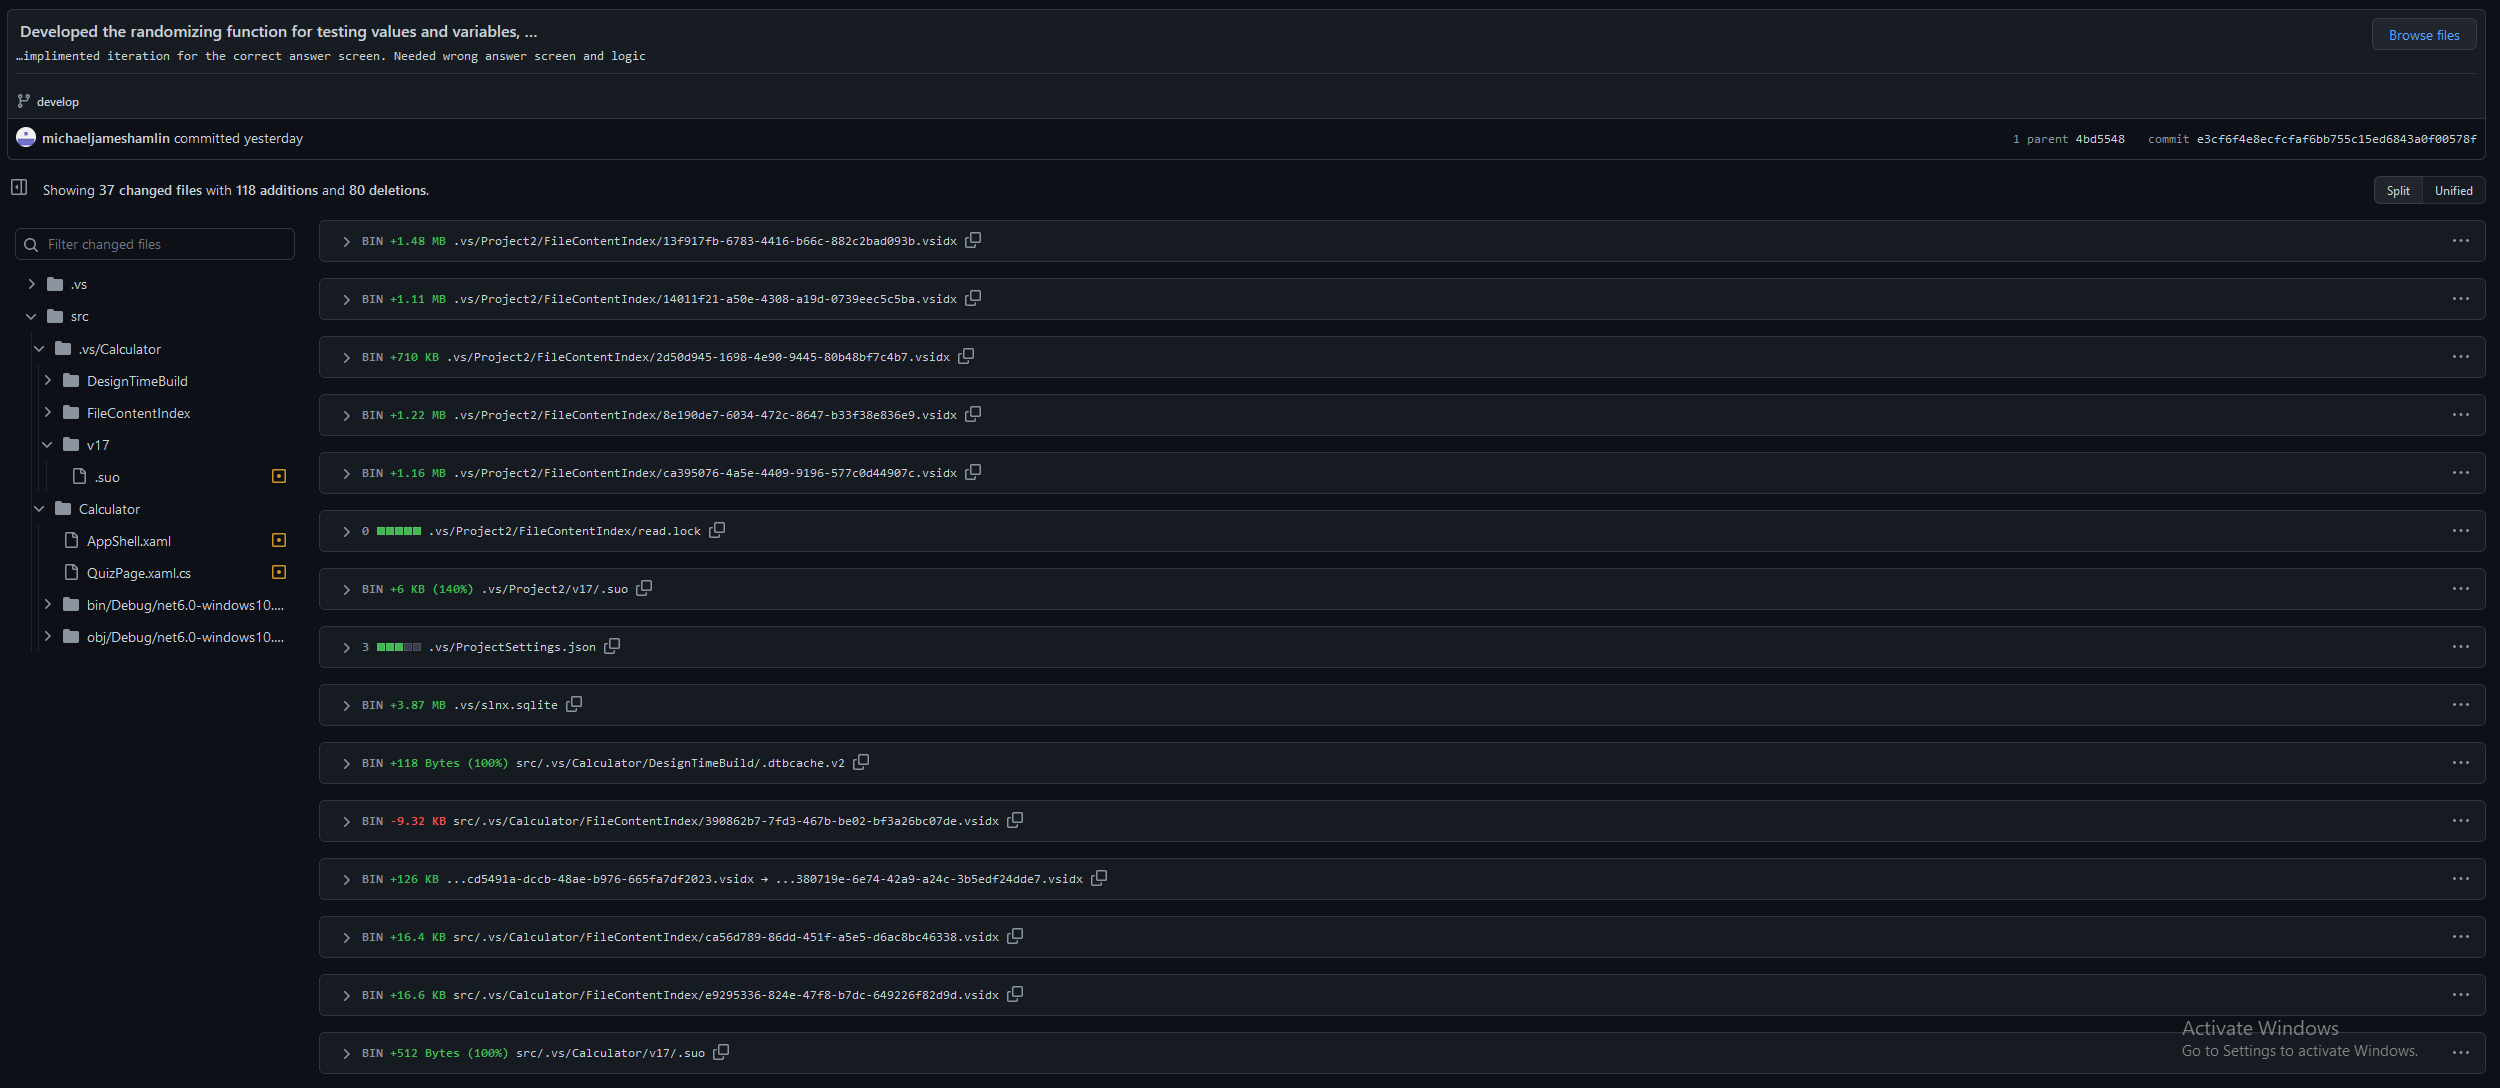 Developed the randomizing function for testing values and variables, ...
Browse files
…implimented iteration for the correct answer screen. Needed wrong answer screen and logic
develop
michaeljameshamlin committed yesterday
1 parent 4bd5548 commit e3cf6f4e8ecfcfaf6bb755c15ed6843a0f00578f
Showing 37 changed files with 118 additions and 80 deletions.
Split Unified
Filter changed files
.vs
src
.vs/Calculator
DesignTimeBuild
FileContentIndex
v17
.suo
Calculator
AppShell.xaml
QuizPage.xaml.cs
bin/Debug/net6.0-windows10....
obj/Debug/net6.0-windows10....
BIN +1.48 MB .vs/Project2/FileContentIndex/13f917fb-6783-4416-b66c-882c2bad093b.vsidx
BIN +1.11 MB .vs/Project2/FileContentIndex/14011f21-a50e-4308-a19d-0739eec5c5ba.vsidx
BIN +710 KB .vs/Project2/FileContentIndex/2d50d945-1698-4e90-9445-80b48bf7c4b7.vsidx
BIN +1.22 MB .vs/Project2/FileContentIndex/8e190de7-6034-472c-8647-b33f38e836e9.vsidx
BIN +1.16 MB .vs/Project2/FileContentIndex/ca395076-4a5e-4409-9196-577c0d44907c.vsidx
0 .vs/Project2/FileContentIndex/read.lock
BIN +6 KB (140%) .vs/Project2/v17/.suo
3 .vs/ProjectSettings.json
BIN +3.87 MB .vs/slnx.sqlite
BIN +118 Bytes (100%) src/.vs/Calculator/DesignTimeBuild/.dtbcache.v2
BIN -9.32 KB src/.vs/Calculator/FileContentIndex/390862b7-7fd3-467b-be02-bf3a26bc07de.vsidx
BIN +126 KB ...cd5491a-dccb-48ae-b976-665fa7df2023.vsidx → ...380719e-6e74-42a9-a24c-3b5edf24dde7.vsidx
BIN +16.4 KB src/.vs/Calculator/FileContentIndex/ca56d789-86dd-451f-a5e5-d6ac8bc46338.vsidx
BIN +16.6 KB src/.vs/Calculator/FileContentIndex/e9295336-824e-47f8-b7dc-649226f82d9d.vsidx
BIN +512 Bytes (100%) src/.vs/Calculator/v17/.suo
Activate Windows
Go to Settings to activate Windows.